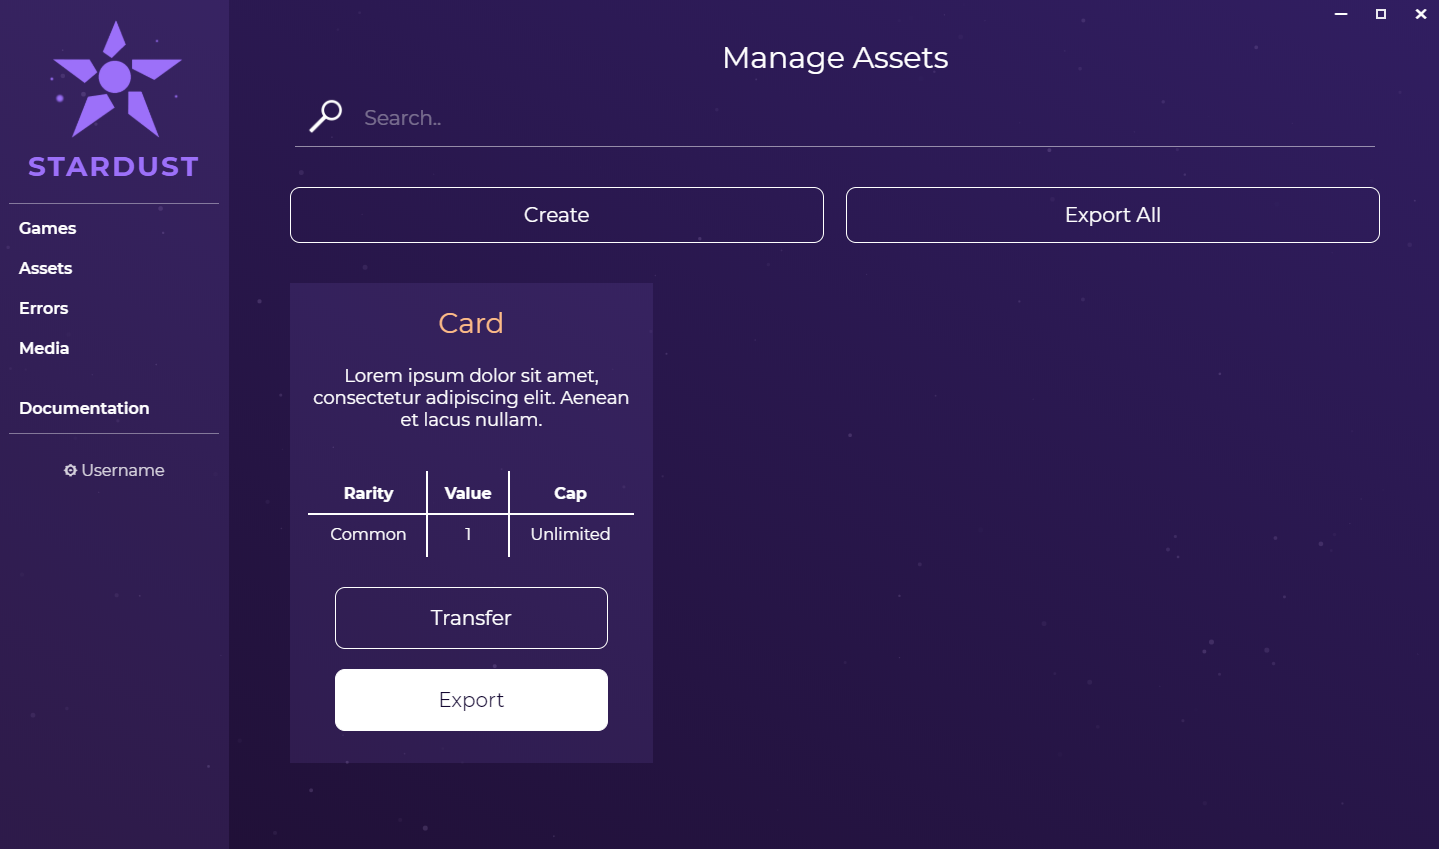 STARDUST
Games
Assets
Errors
Media
Documentation
Username
Manage Assets
Search..
Create
Export All
Card
Lorem ipsum dolor sit amet,
consectetur adipiscing elit. Aenean
et lacus nullam.
Rarity Value Cap
Common 1 Unlimited
Transfer
Export